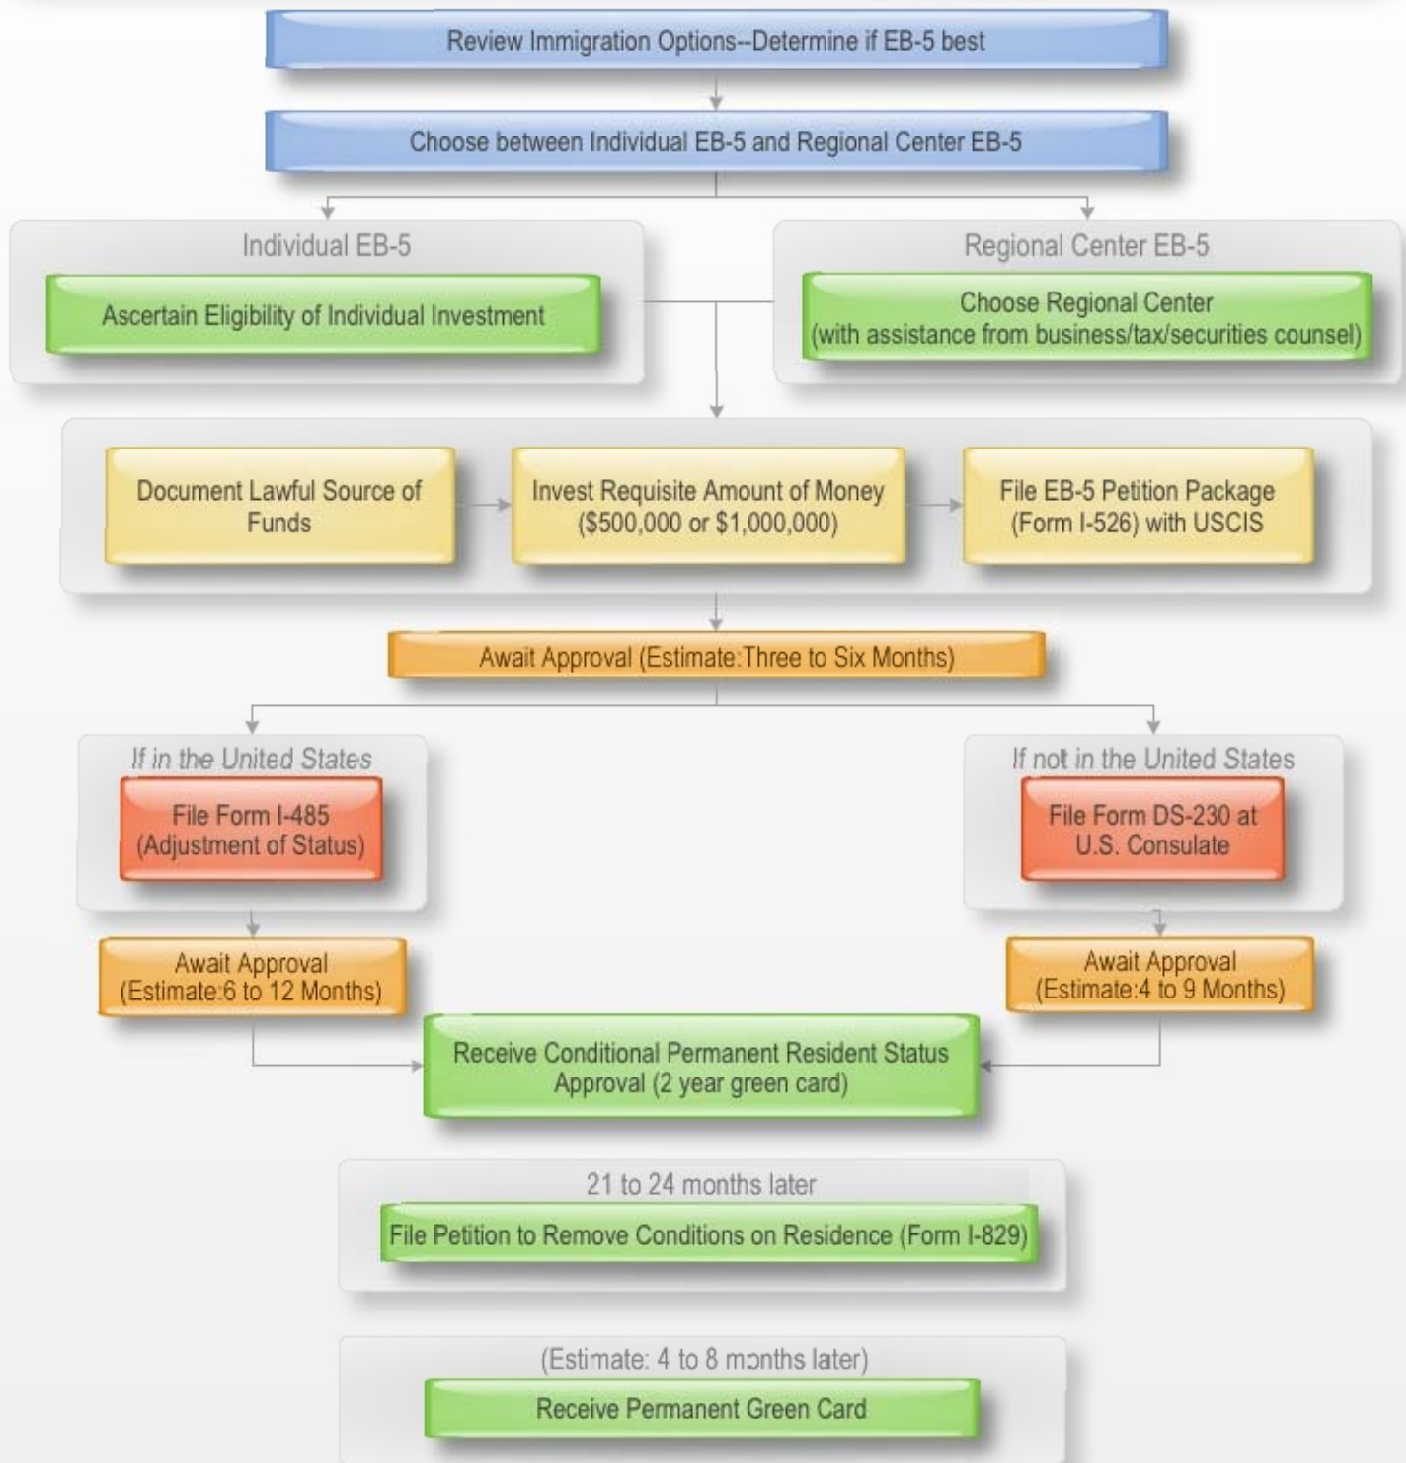 Review Immigration Options--Determine if EB-5 best
Choose between Individual EB-5 and Regional Center EB-5
Individual EB-5
Ascertain Eligibility of Individual Investment
Regional Center EB-5
Choose Regional Center
(with assistance from business/tax/securities counsel)
Document Lawful Source of
Funds
Invest Requisite Amount of Money
($500,000 or $1,000,000)
File EB-5 Petition Package
(Form I-526) with USCIS
Await Approval (Estimate:Three to Six Months)
If in the United States
File Form I-485
(Adjustment of Status)
If not in the United States
File Form DS-230 at
U.S. Consulate
Await Approval
(Estimate:6 to 12 Months)
Await Approval
(Estimate:4 to 9 Months)
Receive Conditional Permanent Resident Status
Approval (2 year green card)
21 to 24 months later
File Petition to Remove Conditions on Residence (Form I-829)
(Estimate: 4 to 8 months later)
Receive Permanent Green Card